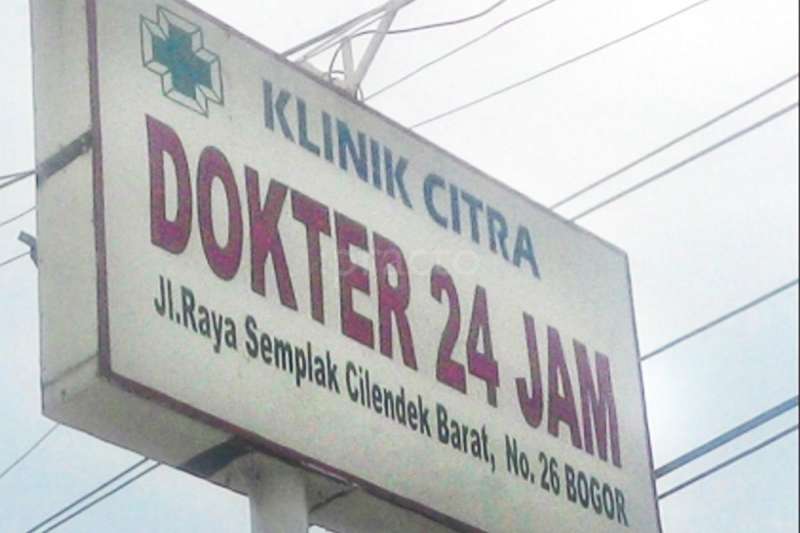 KLINIK CITRA
DOKTER 24 JAM
Jl.Raya Semplak Cilendek Barat, No. 26 BOGOR